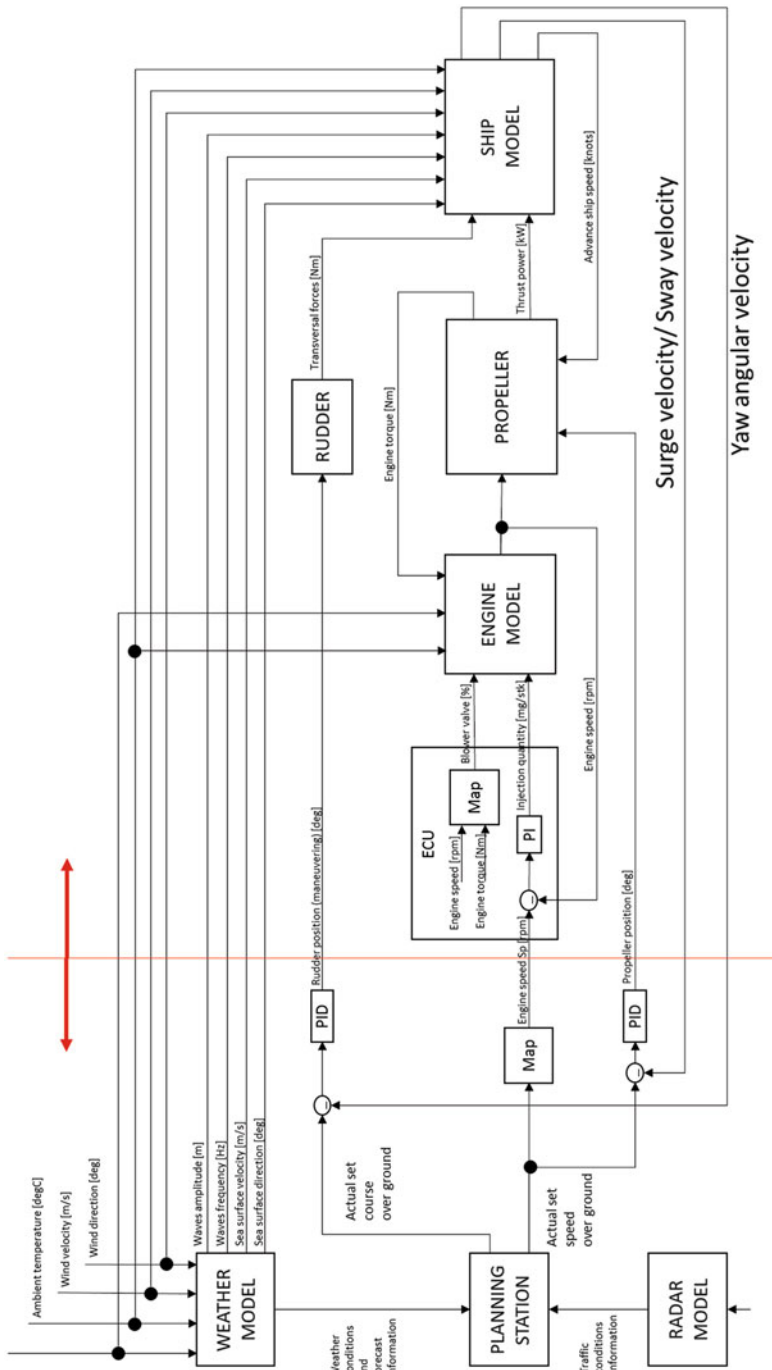 Ambient temperature [degC]
Wind velocity [m/s]
Wind direction [deg]
WEATHER
MODEL
Waves amplitude [m]
Waves frequency [Hz]
Sea surface velocity [m/s]
Sea surface direction [deg]
Weather
conditions
and
forecast
information
PLANNING
STATION
Traffic
conditions
information
RADAR
MODEL
Actual set
course
over ground
Actual set
speed
over ground
PID
Rudder position (maneuvering) [deg]
Map
Engine speed Sp [rpm]
PID
Propeller position [deg]
ECU
Engine speed [rpm]
Engine torque [Nm]
Map
PI
Blower valve [%]
Injection quantity [mg/stk]
Engine speed [rpm]
ENGINE
MODEL
Engine torque [Nm]
RUDDER
Transversal forces [Nm]
PROPELLER
Thrust power [kW]
SHIP
MODEL
Advance ship speed [knots]
Surge velocity/ Sway velocity
Yaw angular velocity